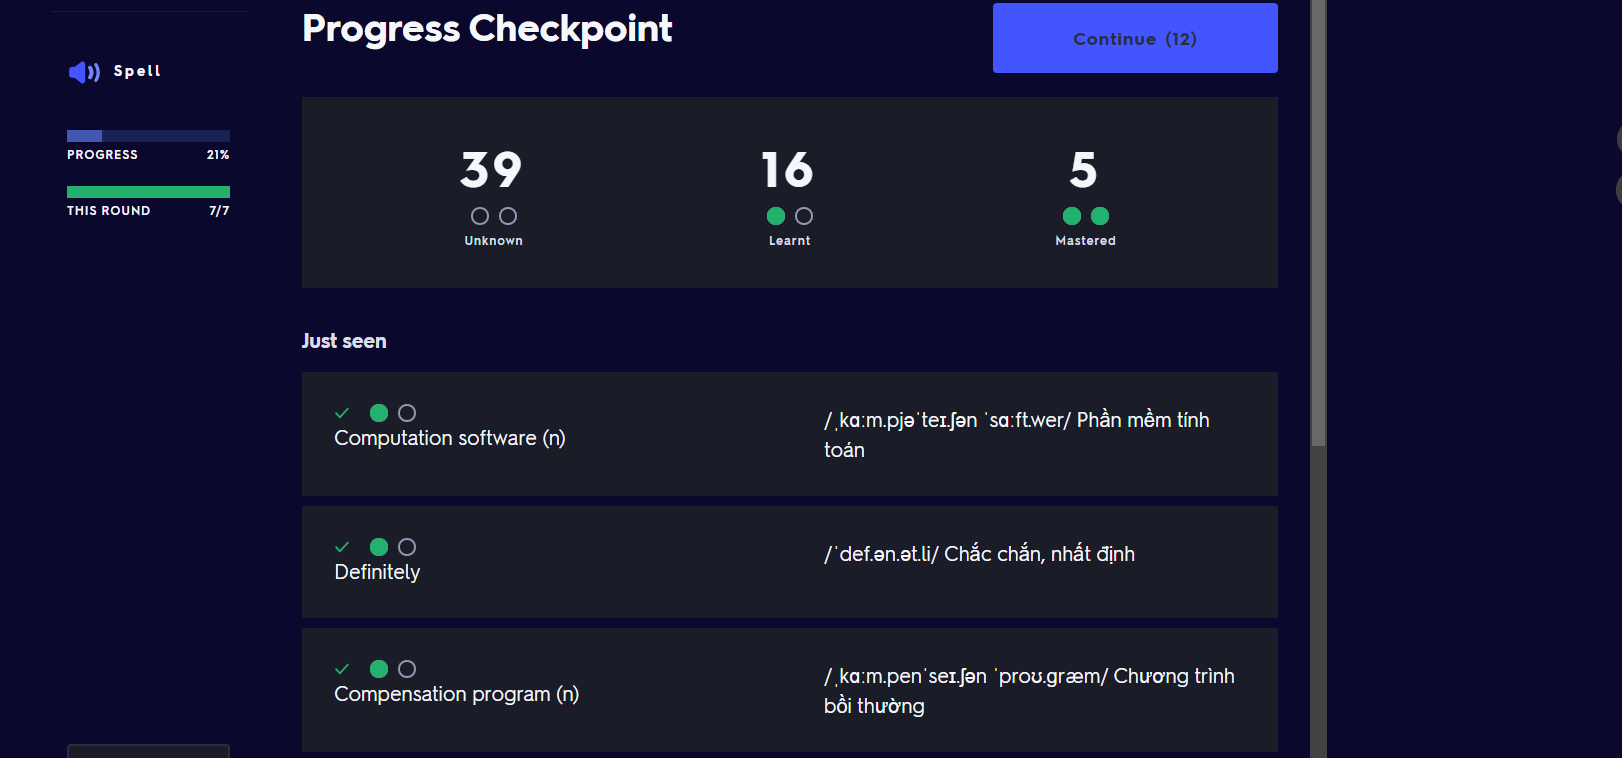 Progress Checkpoint
Continue (12)
Spell
PROGRESS 21%
THIS ROUND 7/7
39
Unknown
16
Learnt
5
Mastered
Just seen
Computation software (n)
/ˌkɑːm.pjəˈteɪ.ʃən ˈsɑːft.wer/ Phần mềm tính
toán
Definitely
/ˈdef.ən.ət.li/ Chắc chắn, nhất định
Compensation program (n)
/ˌkɑːm.penˈseɪ.ʃən ˈproʊ.ɡræm/ Chương trình
bồi thường